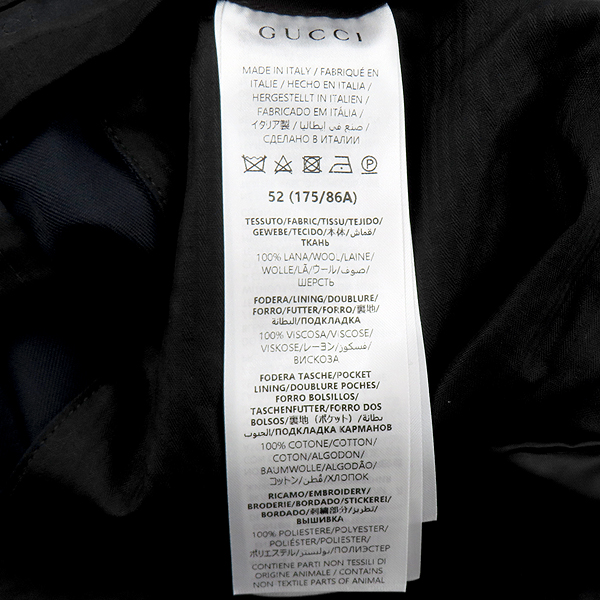 GUCCI
MADE IN ITALY / FABRIQUÉ EN
ITALIE / HECHO EN ITALIA /
HERGESTELLT IN ITALIEN /
FABRICADO EM ITÁLIA /
イタリア製 / صنع في ايطاليا /
СДЕЛАНО В ИТАЛИИ
52 (175/86A)
TESSUTO/FABRIC/TISSU/TEJIDO/
GEWEBE/TECIDO/本体/قماش/
ТКАНЬ
100% LANA/WOOL/LAINE/
WOLLE/LÃ/ウール/صوف/
ШЕРСТЬ
FODERA/LINING/DOUBLURE/
FORRO/FUTTER/FORRO/裏地/
البطانة/ПОДКЛАДКА
100% VISCOSA/VISCOSE/
VISKOSE/レーヨン/فسكوز/
ВИСКОЗА
FODERA TASCHE/POCKET
LINING/DOUBLURE POCHES/
FORRO BOLSILLOS/
TASCHENFUTTER/FORRO DOS
BOLSOS/裏地（ポケット）/بطانة
الجيوب/ПОДКЛАДКА КАРМАНОВ
100% COTONE/COTTON/
COTON/ALGODON/
BAUMWOLLE/ALGODÃO/
コットン/قطن/ХЛОПОК
RICAMO/EMBROIDERY/
BRODERIE/BORDADO/STICKEREI/
BORDADO/刺繍部分/تطريز/
ВЫШИВКА
100% POLIESTERE/POLYESTER/
POLIÉSTER/POLIESTER/
ポリエステル/بوليستر/ПОЛИЭСТЕР
CONTIENE PARTI NON TESSILI DI
ORIGINE ANIMALE / CONTAINS
NON-TEXTILE PARTS OF ANIMAL